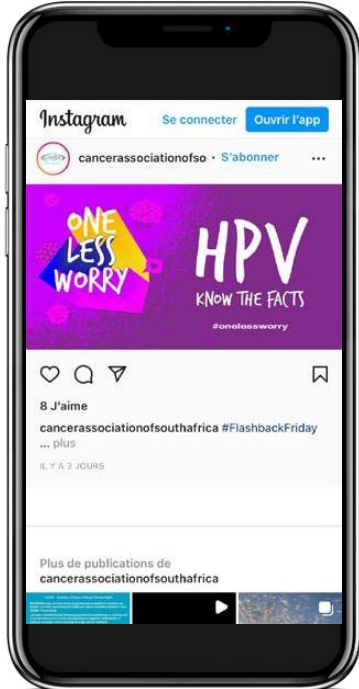 Instagram Se connecter Ouvrir l'app
cancerassociationofso · S'abonner ...
ONE
LESS
WORRY
HPV
KNOW THE FACTS
#onelessworry
8 J'aime
cancerassociationofsouthafrica #FlashbackFriday
... plus
IL Y A 3 JOURS
Plus de publications de
cancerassociationofsouthafrica